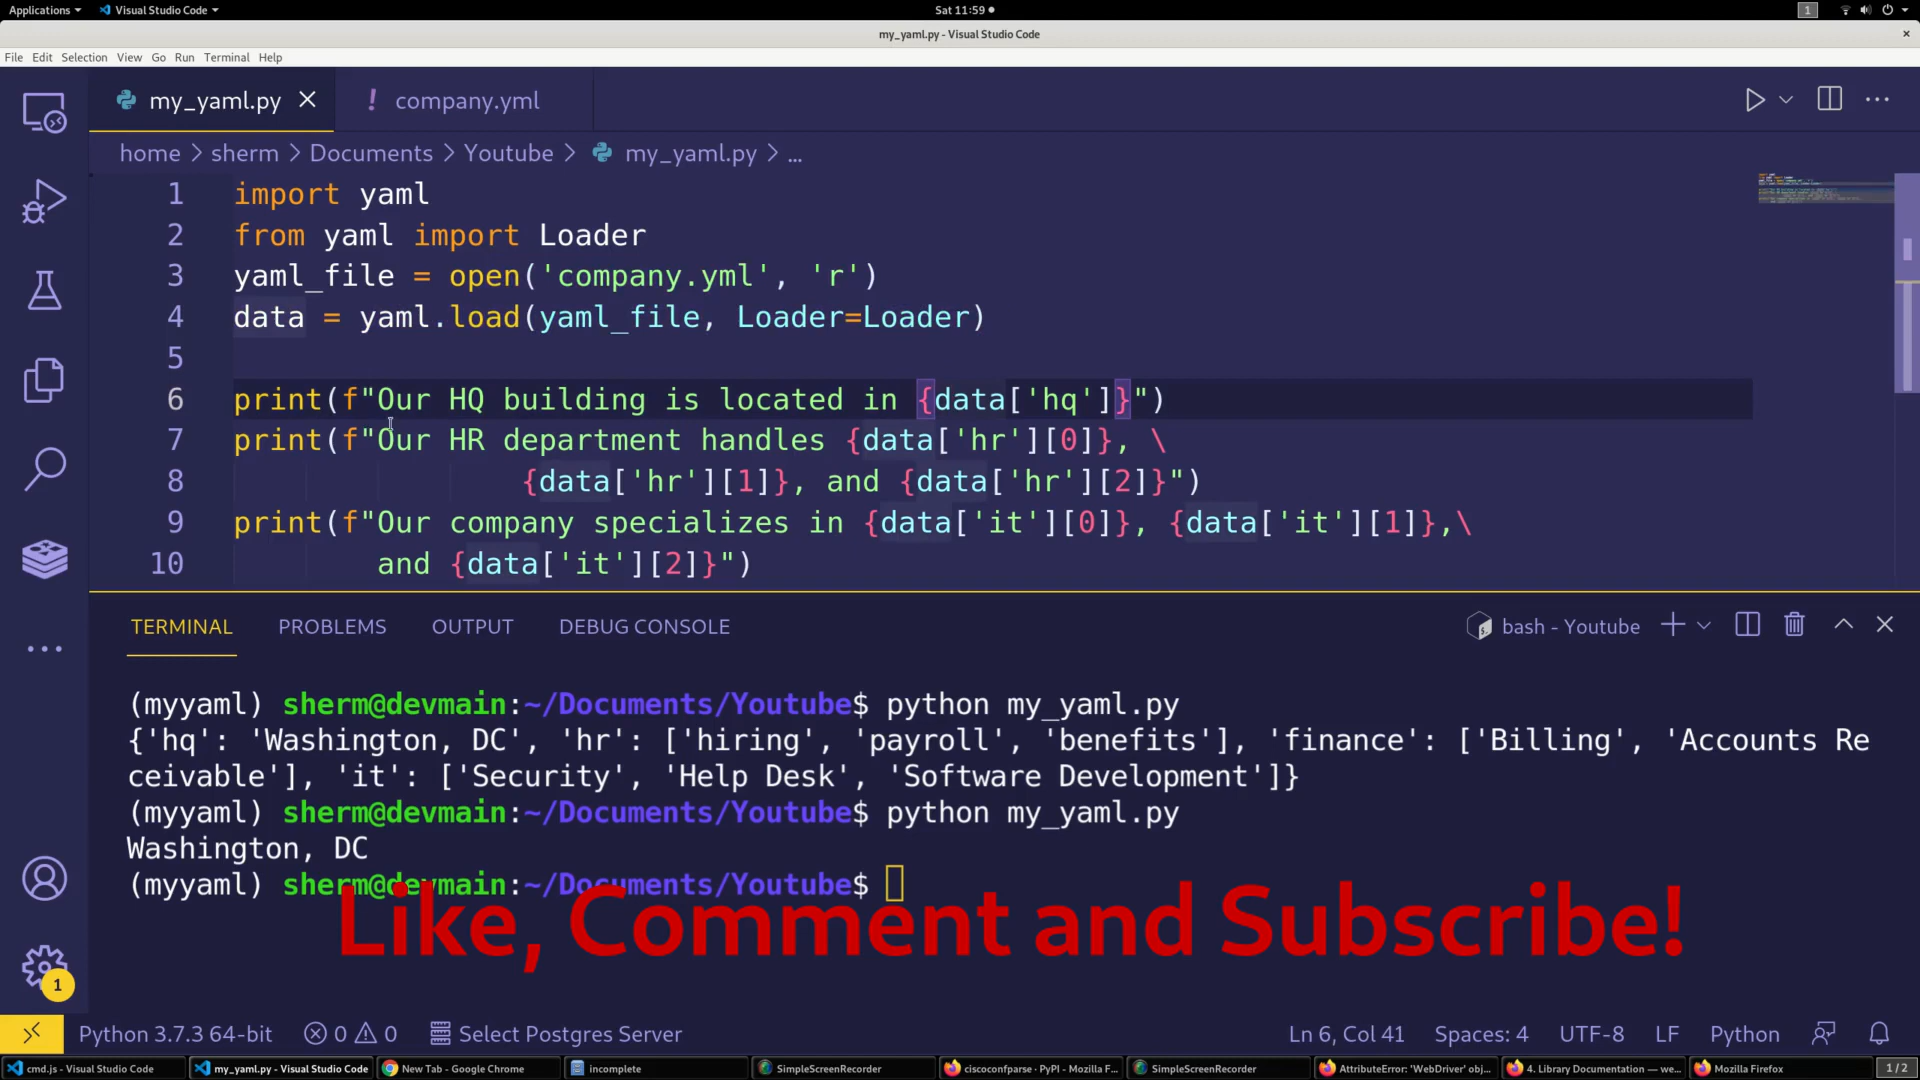 Applications
Visual Studio Code
Sat 11:59
1
my_yaml.py - Visual Studio Code
File Edit Selection View Go Run Terminal Help
my_yaml.py
! company.yml
home > sherm > Documents > Youtube > my_yaml.py > ...
1 import yaml
2 from yaml import Loader
3 yaml_file = open('company.yml', 'r')
4 data = yaml.load(yaml_file, Loader=Loader)
5
6 print(f"Our HQ building is located in {data['hq']}")
7 print(f"Our HR department handles {data['hr'][0]}, \
8 {data['hr'][1]}, and {data['hr'][2]}")
9 print(f"Our company specializes in {data['it'][0]}, {data['it'][1]},\
10 and {data['it'][2]}")
TERMINAL PROBLEMS OUTPUT DEBUG CONSOLE
bash - Youtube
(myyaml) sherm@devmain:~/Documents/Youtube$ python my_yaml.py
{'hq': 'Washington, DC', 'hr': ['hiring', 'payroll', 'benefits'], 'finance': ['Billing', 'Accounts Re
ceivable'], 'it': ['Security', 'Help Desk', 'Software Development']}
(myyaml) sherm@devmain:~/Documents/Youtube$ python my_yaml.py
Washington, DC
(myyaml) sherm@devmain:~/Documents/Youtube$
Like, Comment and Subscribe!
1
Python 3.7.3 64-bit
0 0
Select Postgres Server
Ln 6, Col 41
Spaces: 4
UTF-8
LF
Python
cmd.js - Visual Studio Code
my_yaml.py - Visual Studio Code
New Tab - Google Chrome
incomplete
SimpleScreenRecorder
ciscoconfparse · PyPI - Mozilla F...
SimpleScreenRecorder
AttributeError: 'WebDriver' obj...
4. Library Documentation — we...
Mozilla Firefox
1 / 2